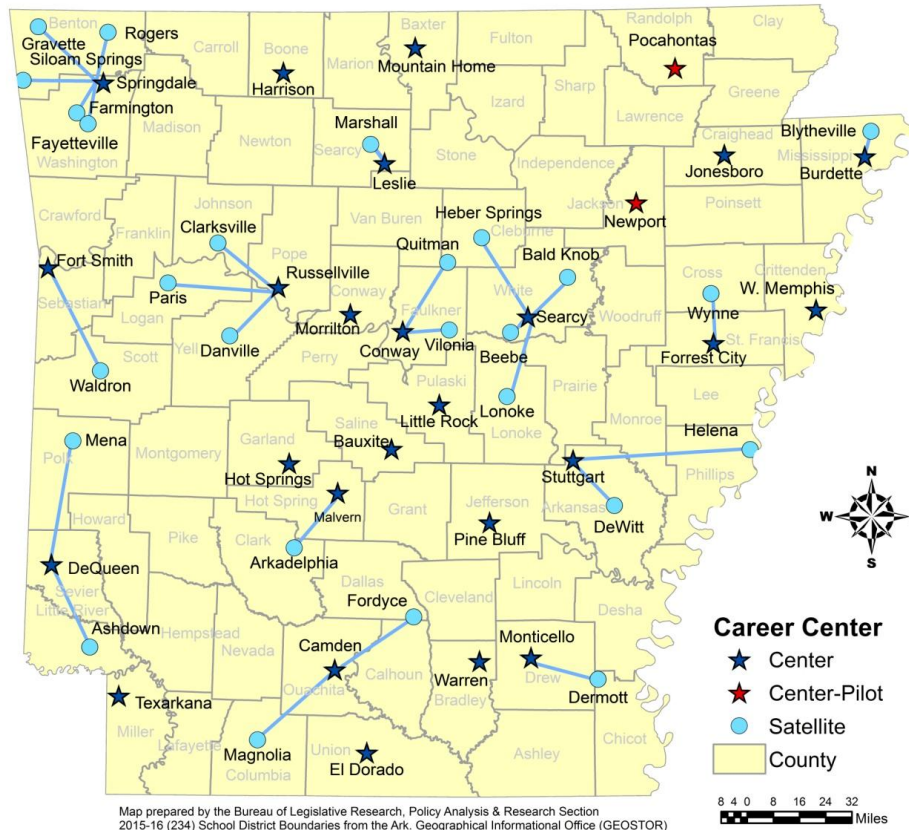 Benton
Gravette
Rogers
Siloam Springs
Springdale
Farmington
Fayetteville
Washington
Carroll
Boone
Harrison
Marion
Baxter
Mountain Home
Fulton
Randolph
Pocahontas
Clay
Sharp
Greene
Izard
Lawrence
Madison
Newton
Marshall
Searcy
Leslie
Stone
Independence
Craighead
Jonesboro
Blytheville
Mississippi
Burdette
Jackson
Newport
Poinsett
Crawford
Franklin
Johnson
Clarksville
Pope
Van Buren
Heber Springs
Cleburne
Quitman
Bald Knob
Fort Smith
Sebastian
Paris
Logan
Russellville
Conway
Morrilton
Faulkner
Conway
Vilonia
White
Searcy
Beebe
Woodruff
Cross
Wynne
Crittenden
W. Memphis
Forrest City
St. Francis
Yell
Danville
Scott
Waldron
Perry
Pulaski
Little Rock
Lonoke
Lonoke
Prairie
Monroe
Lee
Helena
Phillips
Mena
Polk
Montgomery
Garland
Hot Springs
Saline
Bauxite
Hot Spring
Malvern
Grant
Jefferson
Pine Bluff
Stuttgart
Arkansas
DeWitt
Howard
Pike
Clark
Arkadelphia
DeQueen
Sevier
Little River
Ashdown
Hempstead
Nevada
Dallas
Fordyce
Cleveland
Lincoln
Desha
Camden
Ouachita
Calhoun
Warren
Bradley
Monticello
Drew
Dermott
Texarkana
Miller
Lafayette
Magnolia
Columbia
Union
El Dorado
Ashley
Chicot
N
W
E
S
Career Center
Center
Center-Pilot
Satellite
County
8 4 0 8 16 24 32
Miles
Map prepared by the Bureau of Legislative Research, Policy Analysis & Research Section
2015-16 (234) School District Boundaries from the Ark. Geographical Informational Office (GEOSTOR)